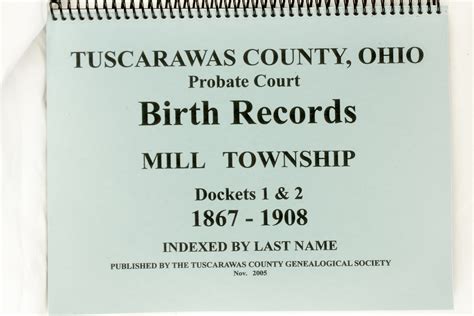 TUSCARAWAS COUNTY, OHIO
Probate Court
Birth Records
MILL TOWNSHIP
Dockets 1 & 2
1867 - 1908
INDEXED BY LAST NAME
PUBLISHED BY THE TUSCARAWAS COUNTY GENEALOGICAL SOCIETY
Nov. 2005